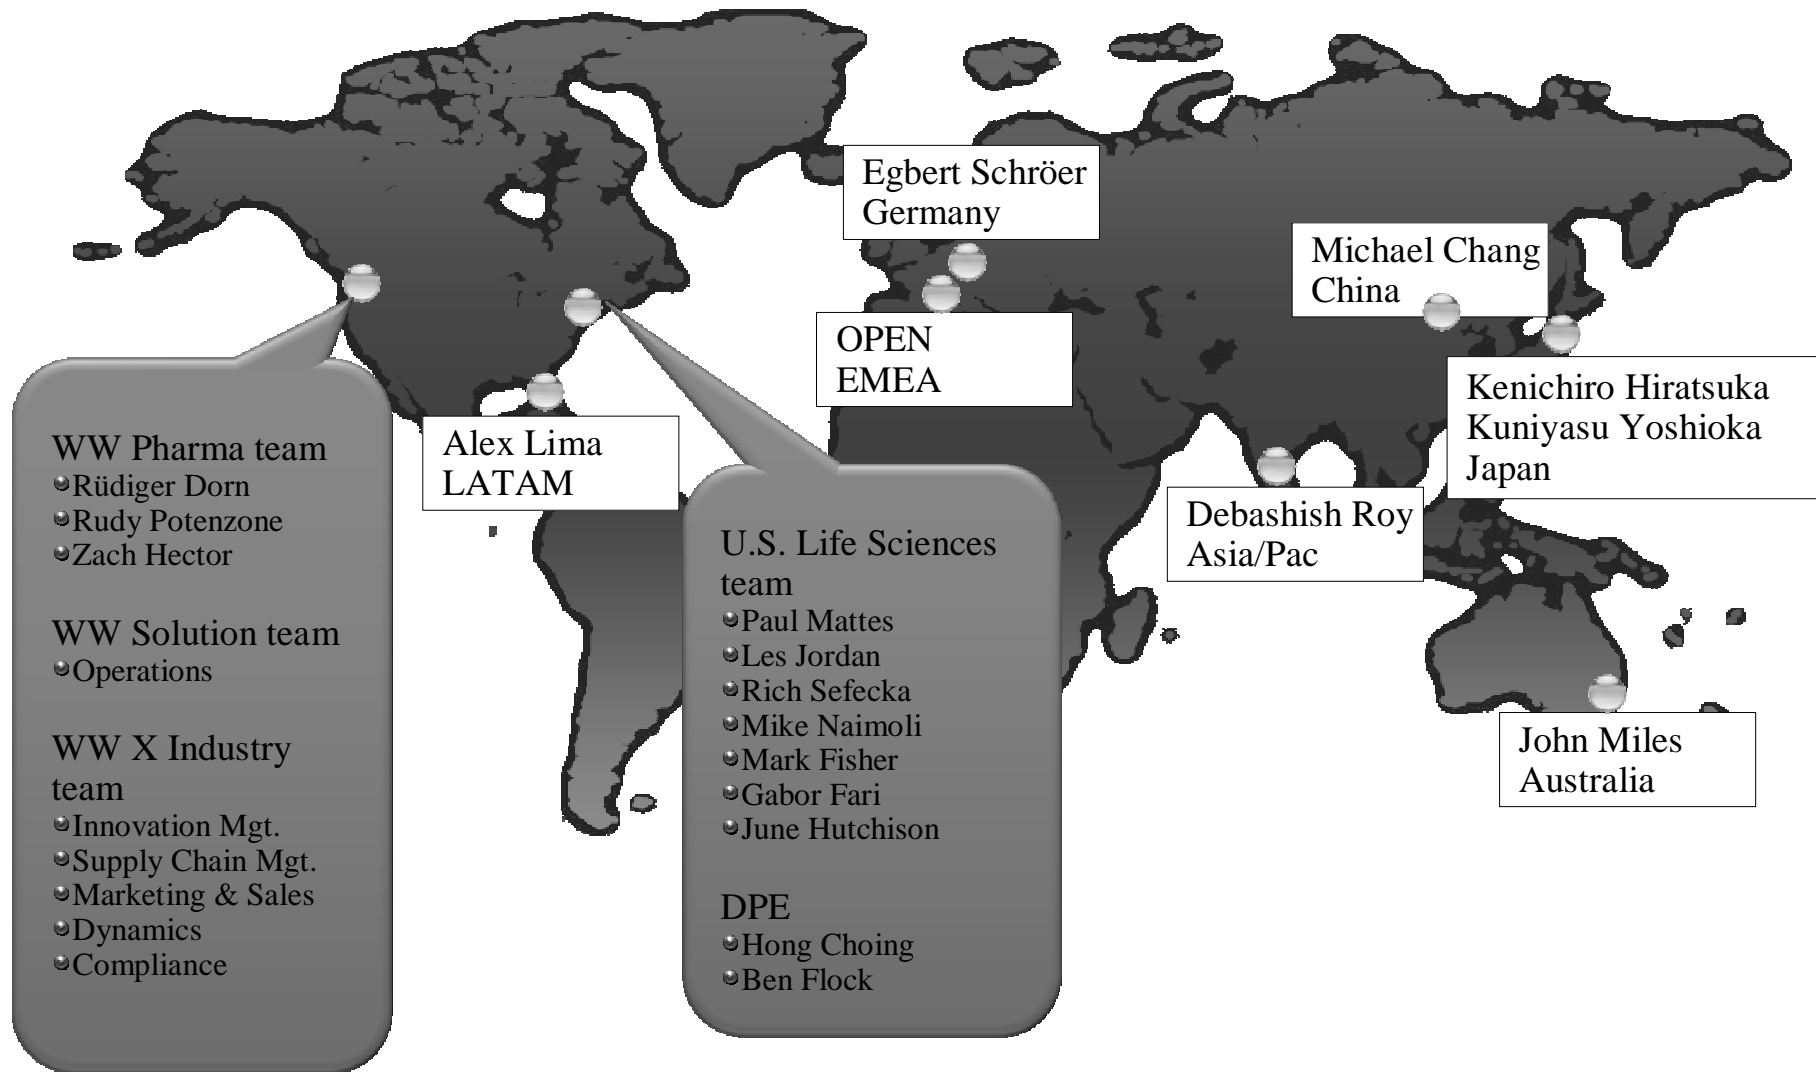 Egbert Schröer
Germany
Michael Chang
China
OPEN
EMEA
Kenichiro Hiratsuka
Kuniyasu Yoshioka
Japan
Alex Lima
LATAM
Debashish Roy
Asia/Pac
John Miles
Australia
WW Pharma team
Rüdiger Dorn
Rudy Potenzone
Zach Hector
WW Solution team
Operations
WW X Industry
team
Innovation Mgt.
Supply Chain Mgt.
Marketing & Sales
Dynamics
Compliance
U.S. Life Sciences
team
Paul Mattes
Les Jordan
Rich Sefecka
Mike Naimoli
Mark Fisher
Gabor Fari
June Hutchison
DPE
Hong Choing
Ben Flock